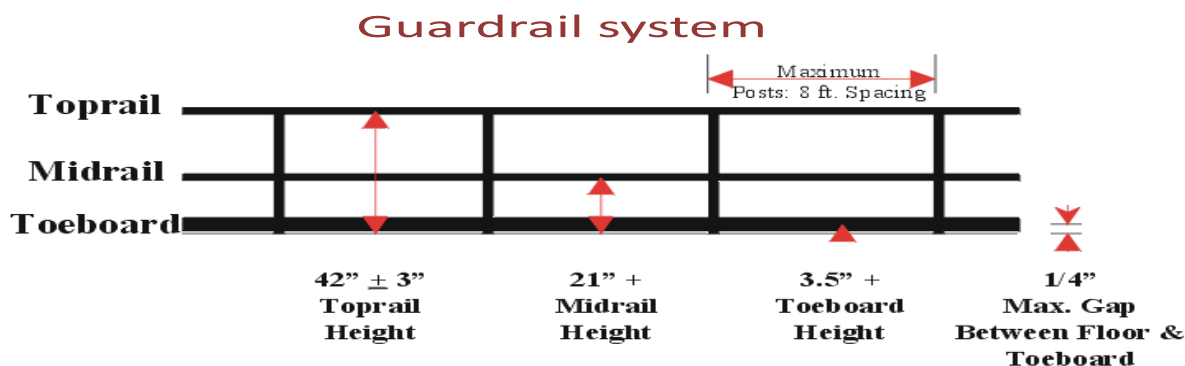 Guardrail system
Maximum
Posts: 8 ft. Spacing
Toprail
Midrail
Toeboard
42” ± 3”
Toprail
Height
21” +
Midrail
Height
3.5” +
Toeboard
Height
1/4”
Max. Gap
Between Floor &
Toeboard